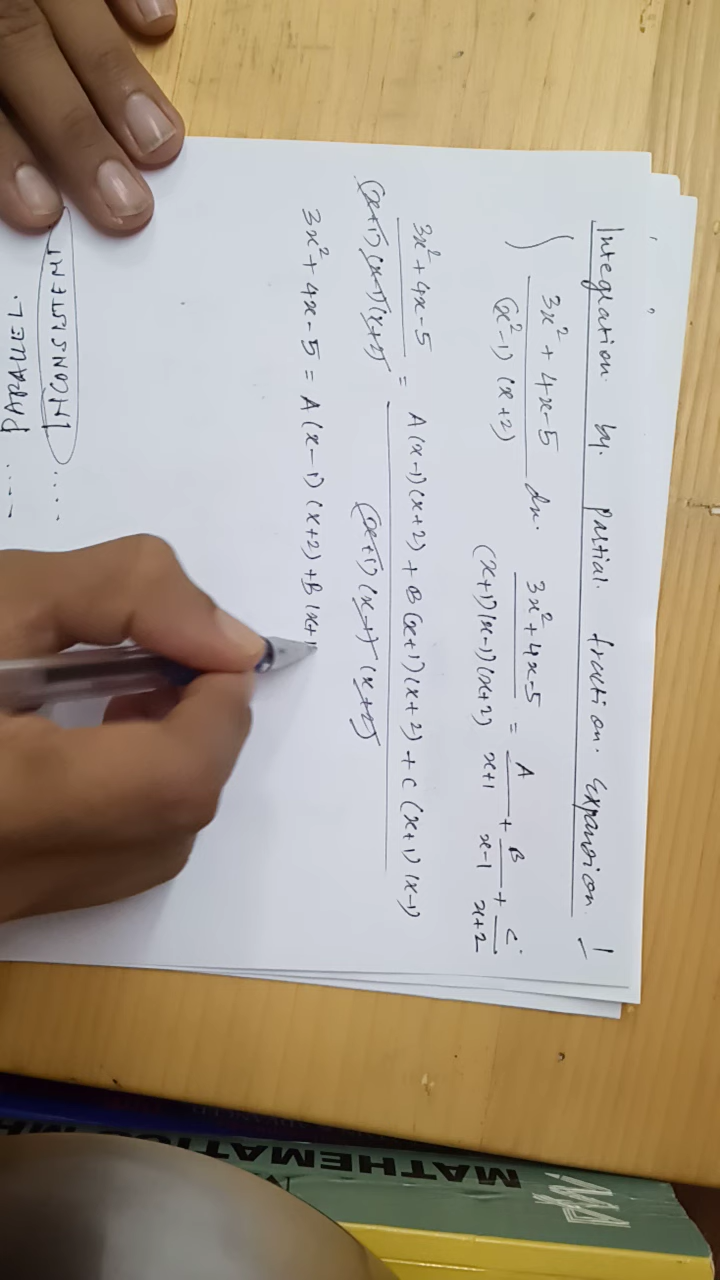 Integration by. partial. fraction. Expansion. !
∫ 3x² + 4x-5 / (x²-1) (x+2) dx. 3x² + 4x-5 / (x+1)(x-1)(x+2) = A / x+1 + B / x-1 + C / x+2
3x² + 4x-5 / (x+1) (x-1) (x+2) = A (x-1) (x+2) + B (x+1) (x+2) + C (x+1) (x-1) / (x+1) (x-1) (x+2)
3x² + 4x - 5 = A (x-1) (x+2) + B (x+1
INCONSISTENT ....
PARALLEL. ....
MATHEMATICS